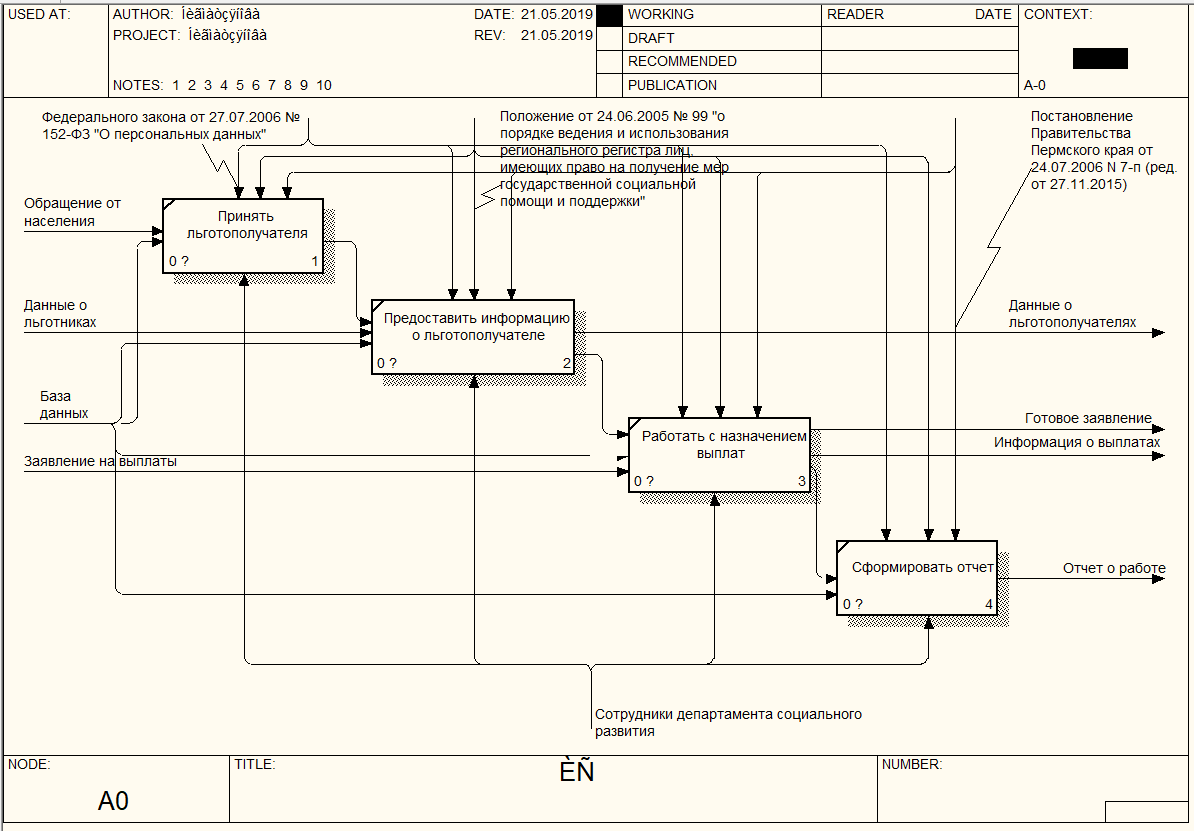 USED AT:
AUTHOR: Ìèãìàòçÿíîâà
DATE: 21.05.2019
WORKING
READER
DATE
CONTEXT:
PROJECT: Ìèãìàòçÿíîâà
REV: 21.05.2019
DRAFT
RECOMMENDED
NOTES: 1 2 3 4 5 6 7 8 9 10
PUBLICATION
A-0
Федерального закона от 27.07.2006 №
152-ФЗ "О персональных данных"
Положение от 24.06.2005 № 99 "о
порядке ведения и использования
регионального регистра лиц,
имеющих право на получение мер
государственной социальной
помощи и поддержки"
Постановление
Правительства
Пермского края от
24.07.2006 N 7-п (ред.
от 27.11.2015)
Обращение от
населения
Принять
льготополучателя
0 ?
1
Данные о
льготниках
Предоставить информацию
о льготополучателе
0 ?
2
Данные о
льготополучателях
База
данных
Заявление на выплаты
Работать с назначением
выплат
0 ?
3
Готовое заявление
Информация о выплатах
Сформировать отчет
0 ?
4
Отчет о работе
Сотрудники департамента социального
развития
NODE:
A0
TITLE:
ÈÑ
NUMBER: